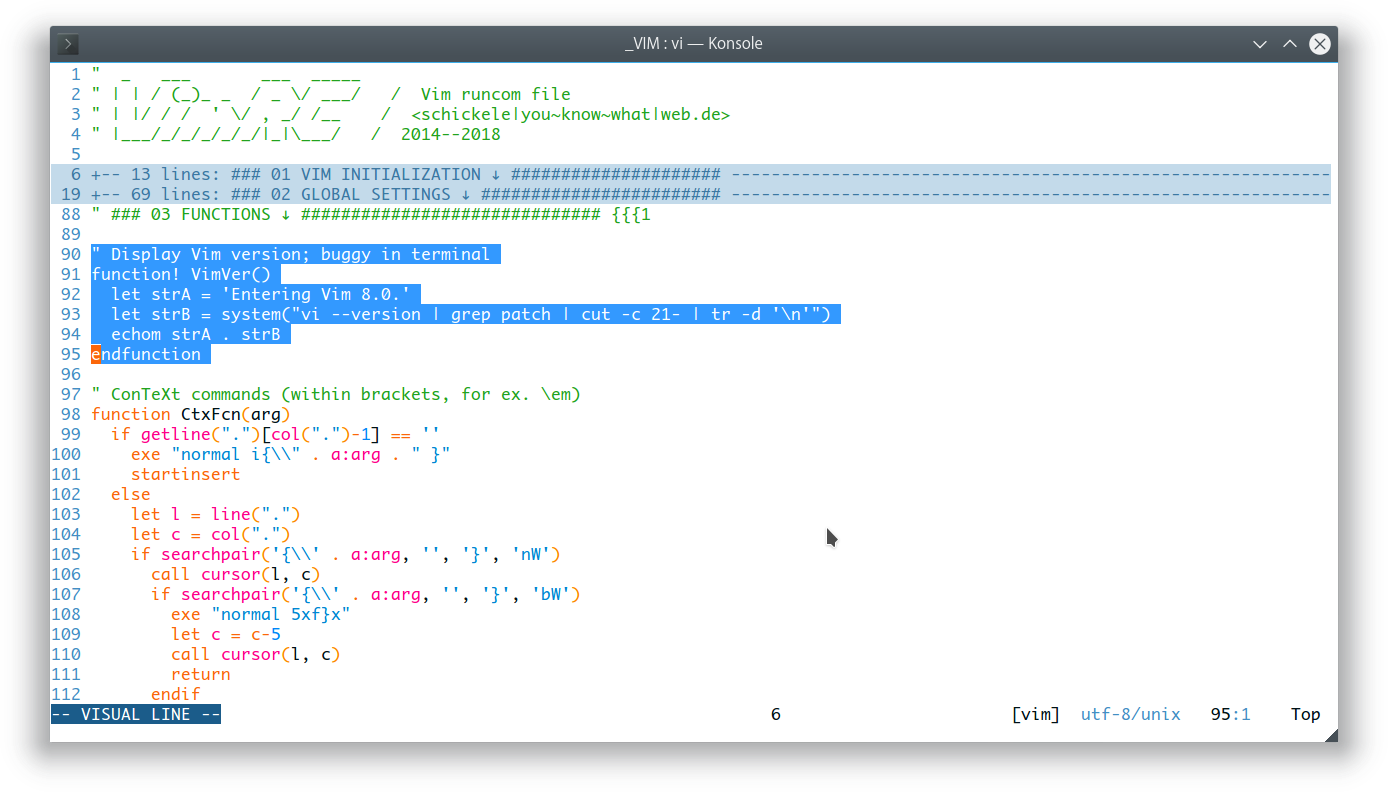 _VIM : vi — Konsole
  1 "  _   ___       ___  _____
  2 " | | / (_)_ _  / _ \/ ___/   /  Vim runcom file
  3 " | |/ / /  ' \/ , _/ /__    /  <schickele|you~know~what|web.de>
  4 " |___/_/_/_/_/_/|_|\___/   /  2014--2018
  5
  6 +-- 13 lines: ### 01 VIM INITIALIZATION ↓ ##################### ------------------------------------------------------------
 19 +-- 69 lines: ### 02 GLOBAL SETTINGS ↓ ######################## ------------------------------------------------------------
 88 " ### 03 FUNCTIONS ↓ ############################## {{{1
 89
 90 " Display Vim version; buggy in terminal
 91 function! VimVer()
 92   let strA = 'Entering Vim 8.0.'
 93   let strB = system("vi --version | grep patch | cut -c 21- | tr -d '\n'")
 94   echom strA . strB
 95 endfunction
 96
 97 " ConTeXt commands (within brackets, for ex. \em)
 98 function CtxFcn(arg)
 99   if getline(".")[col(".")-1] == ''
100     exe "normal i{\\" . a:arg . " }"
101     startinsert
102   else
103     let l = line(".")
104     let c = col(".")
105     if searchpair('{\\' . a:arg, '', '}', 'nW')
106       call cursor(l, c)
107       if searchpair('{\\' . a:arg, '', '}', 'bW')
108         exe "normal 5xf}x"
109         let c = c-5
110         call cursor(l, c)
111         return
112       endif
-- VISUAL LINE -- 6 [vim] utf-8/unix 95:1 Top